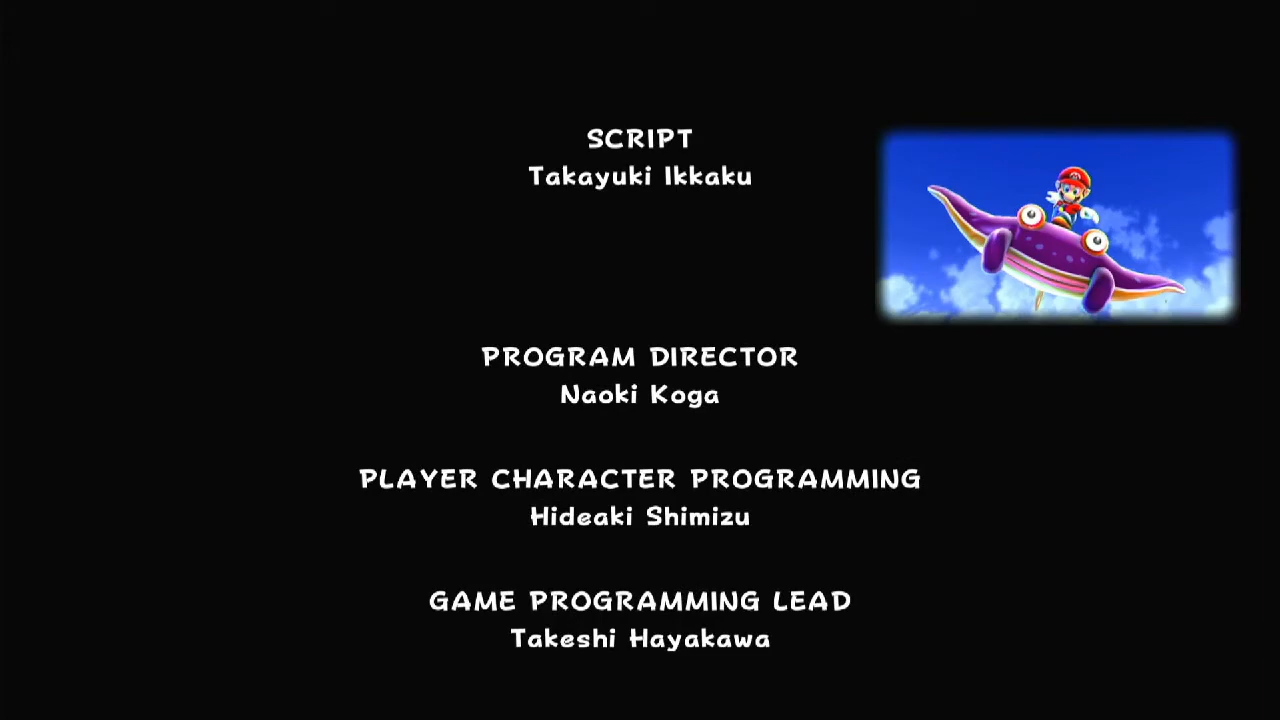 SCRIPT
Takayuki Ikkaku
PROGRAM DIRECTOR
Naoki Koga
PLAYER CHARACTER PROGRAMMING
Hideaki Shimizu
GAME PROGRAMMING LEAD
Takeshi Hayakawa